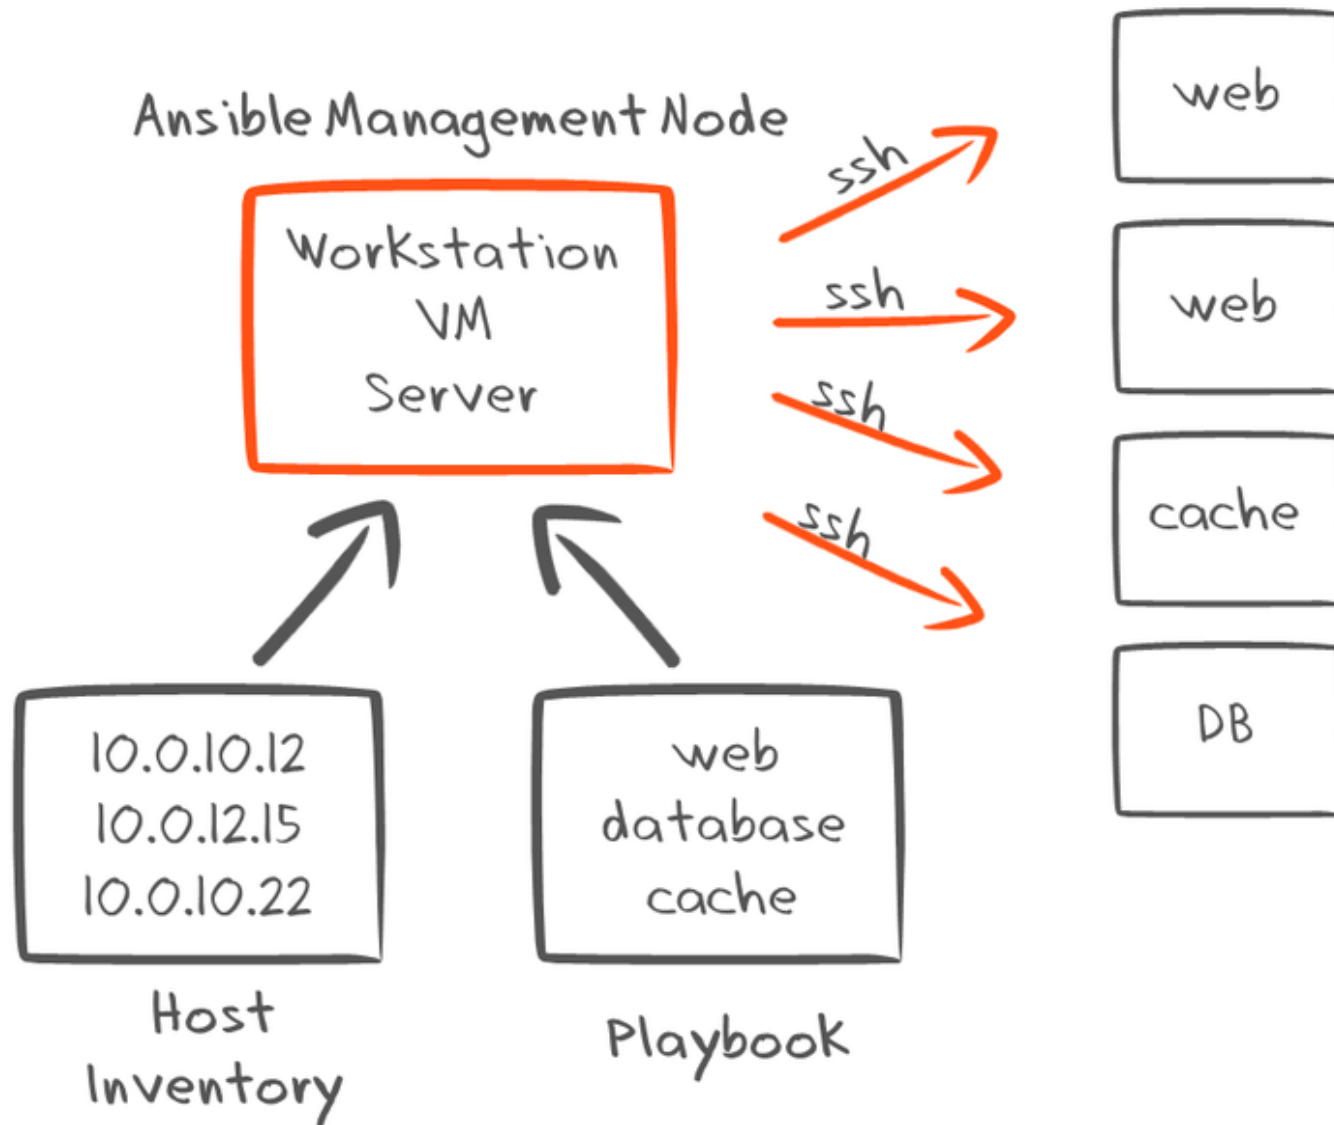 Ansible Management Node
Workstation
VM
Server
ssh
ssh
ssh
ssh
web
web
cache
DB
10.0.10.12
10.0.12.15
10.0.10.22
Host
Inventory
web
database
cache
Playbook